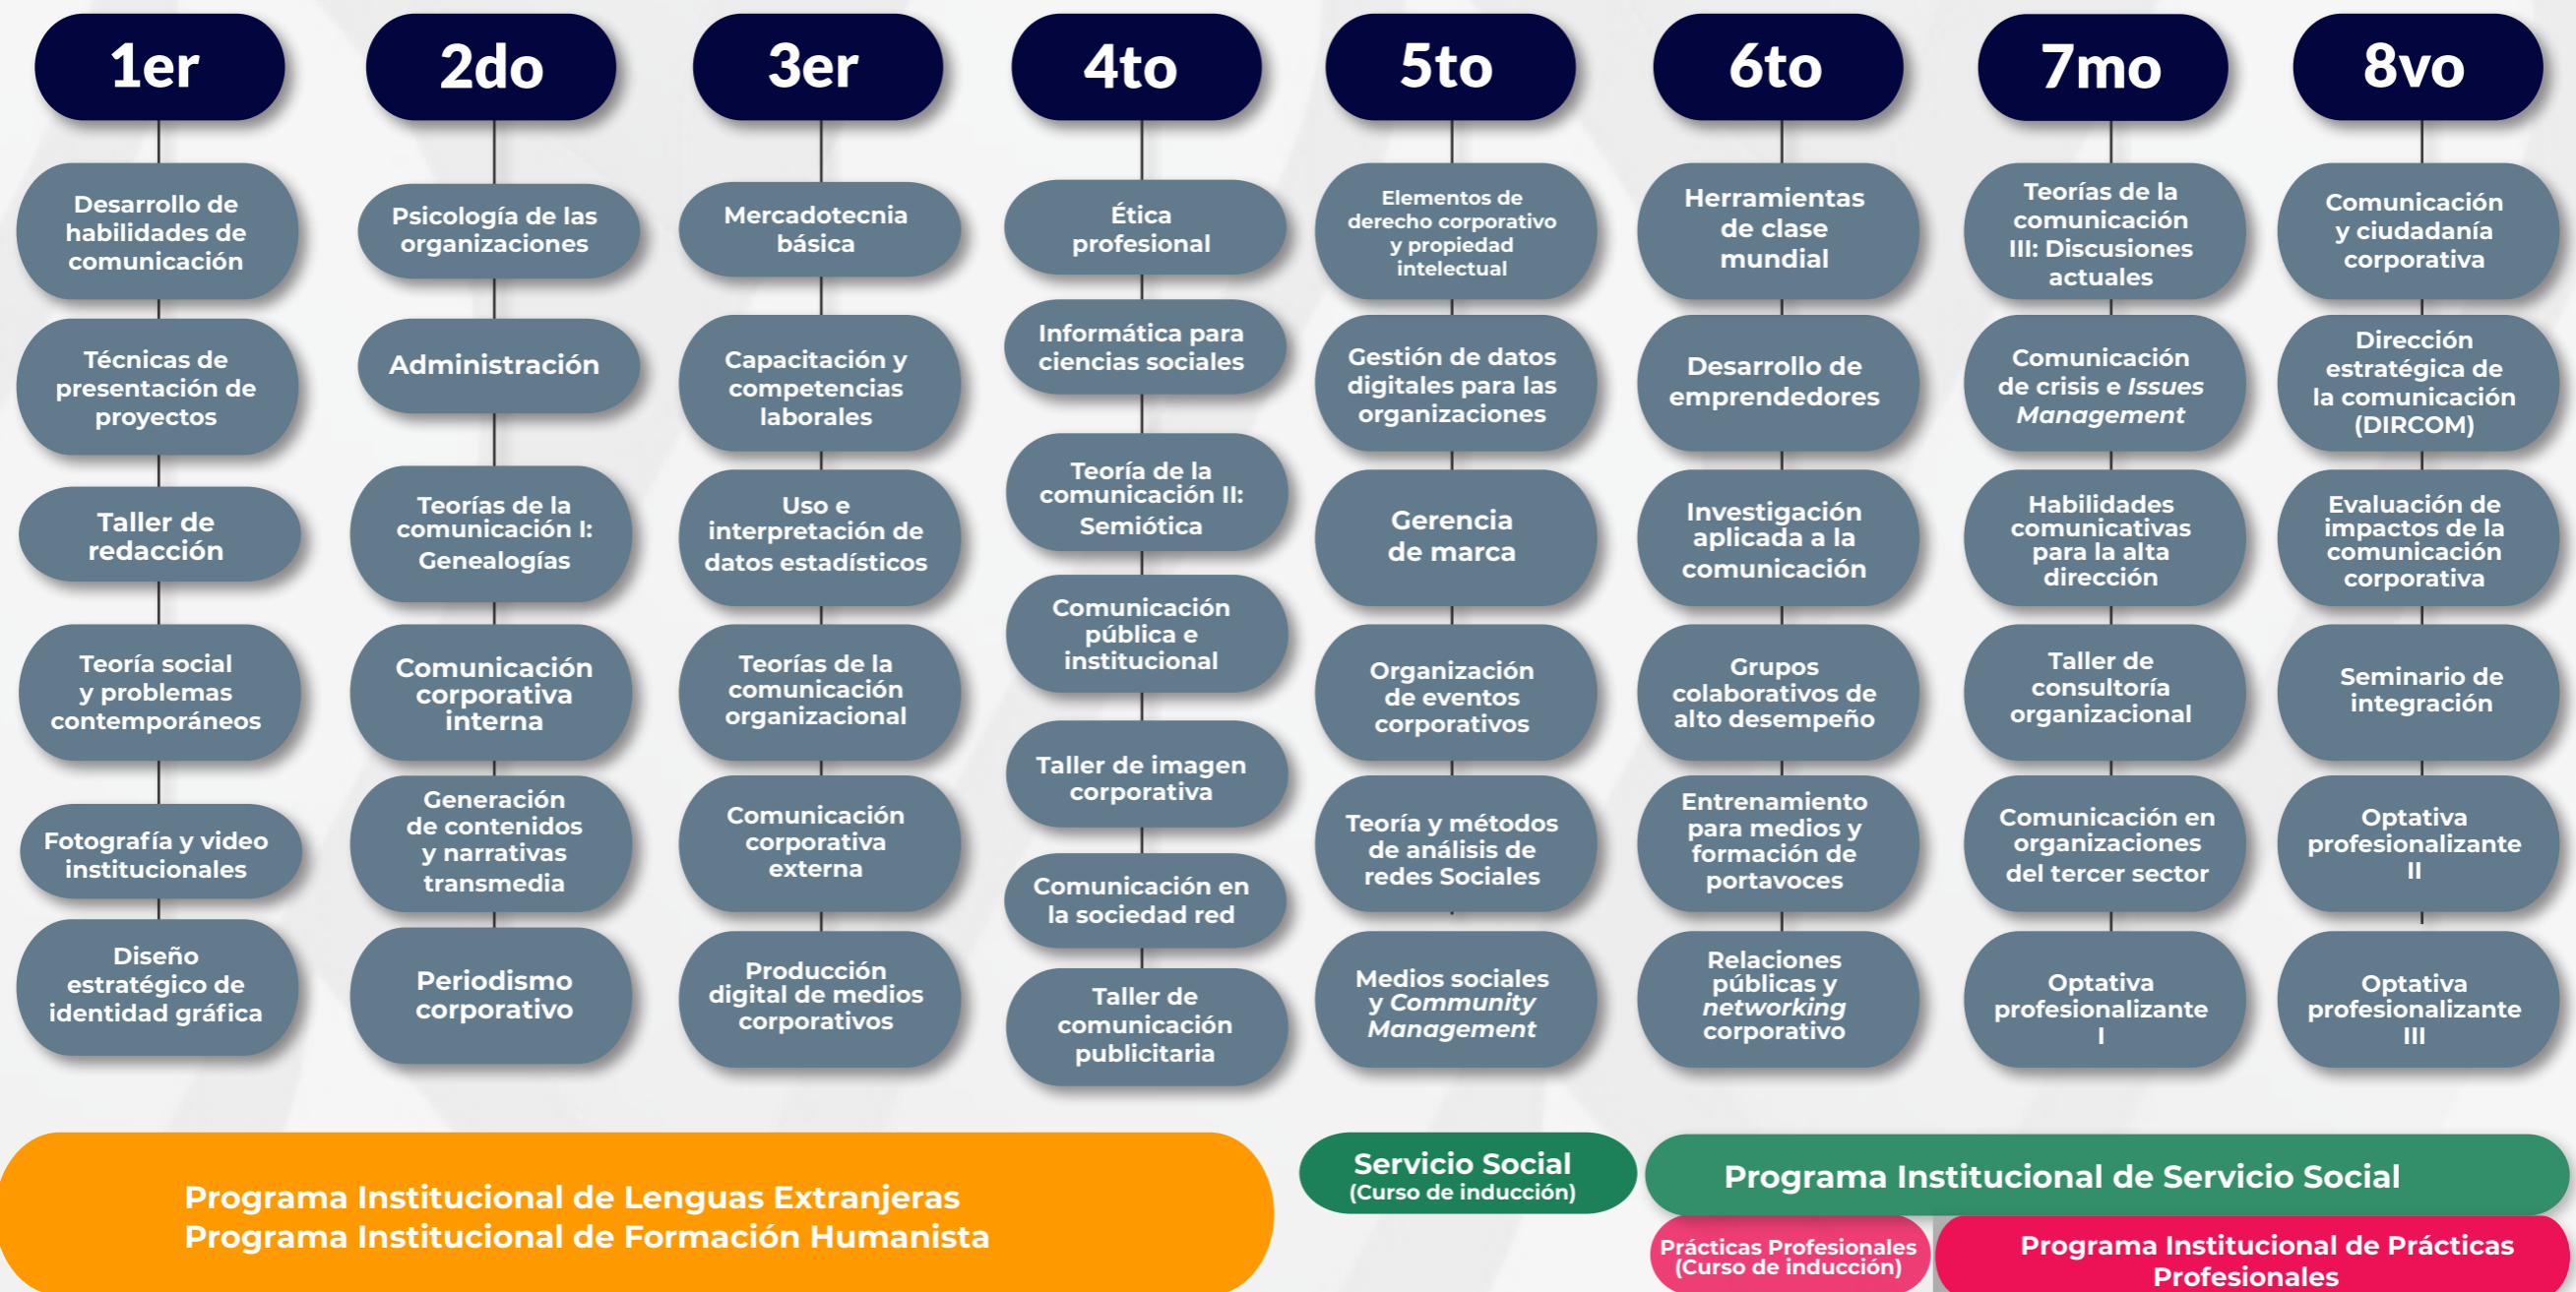 1er
Desarrollo de
habilidades de
comunicación
Técnicas de
presentación de
proyectos
Taller de
redacción
Teoría social
y problemas
contemporáneos
Fotografía y video
institucionales
Diseño
estratégico de
identidad gráfica
2do
Psicología de las
organizaciones
Administración
Teorías de la
comunicación I:
Genealogías
Comunicación
corporativa
interna
Generación
de contenidos
y narrativas
transmedia
Periodismo
corporativo
3er
Mercadotecnia
básica
Capacitación y
competencias
laborales
Uso e
interpretación de
datos estadísticos
Teorías de la
comunicación
organizacional
Comunicación
corporativa
externa
Producción
digital de medios
corporativos
4to
Ética
profesional
Informática para
ciencias sociales
Teoría de la
comunicación II:
Semiótica
Comunicación
pública e
institucional
Taller de imagen
corporativa
Comunicación en
la sociedad red
Taller de
comunicación
publicitaria
5to
Elementos de
derecho corporativo
y propiedad
intelectual
Gestión de datos
digitales para las
organizaciones
Gerencia
de marca
Organización
de eventos
corporativos
Teoría y métodos
de análisis de
redes Sociales
Medios sociales
y Community
Management
6to
Herramientas
de clase
mundial
Desarrollo de
emprendedores
Investigación
aplicada a la
comunicación
Grupos
colaborativos de
alto desempeño
Entrenamiento
para medios y
formación de
portavoces
Relaciones
públicas y
networking
corporativo
7mo
Teorías de la
comunicación
III: Discusiones
actuales
Comunicación
de crisis e Issues
Management
Habilidades
comunicativas
para la alta
dirección
Taller de
consultoría
organizacional
Comunicación en
organizaciones
del tercer sector
Optativa
profesionalizante
I
8vo
Comunicación
y ciudadanía
corporativa
Dirección
estratégica de
la comunicación
(DIRCOM)
Evaluación de
impactos de la
comunicación
corporativa
Seminario de
integración
Optativa
profesionalizante
II
Optativa
profesionalizante
III
Programa Institucional de Lenguas Extranjeras
Programa Institucional de Formación Humanista
Servicio Social
(Curso de inducción)
Programa Institucional de Servicio Social
Prácticas Profesionales
(Curso de inducción)
Programa Institucional de Prácticas
Profesionales